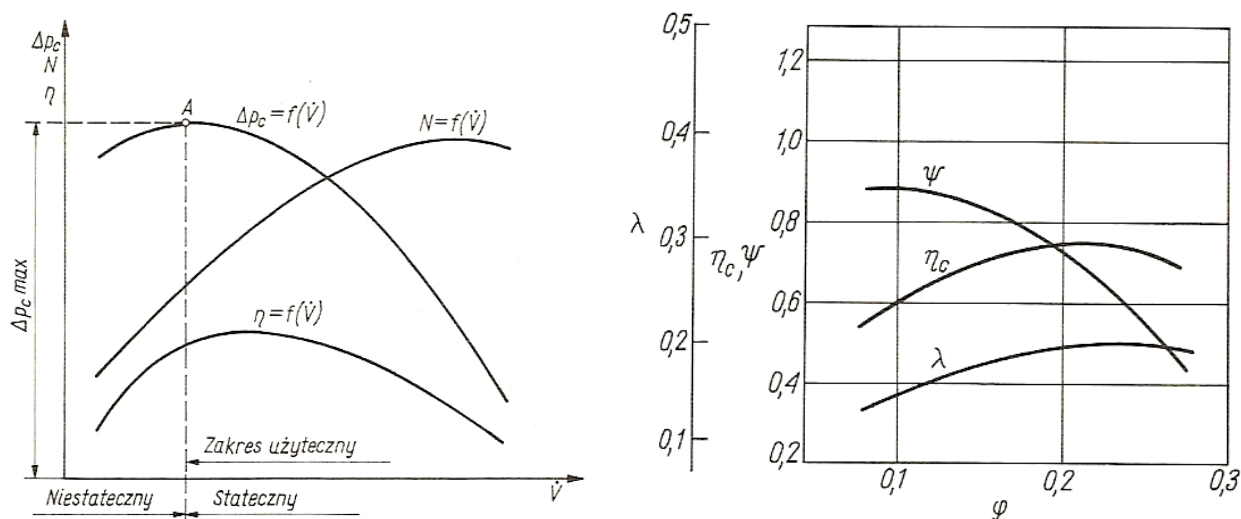 Δp_c
N
η
A
Δp_c = f(V̇)
N = f(V̇)
Δp_c max
η = f(V̇)
Zakres użyteczny
V̇
Niestateczny
Stateczny
0,5
0,4
λ
0,3
0,2
0,1
η_c, ψ
1,2
1,0
0,8
0,6
0,4
0,2
ψ
η_c
λ
0,1
0,2
0,3
φ